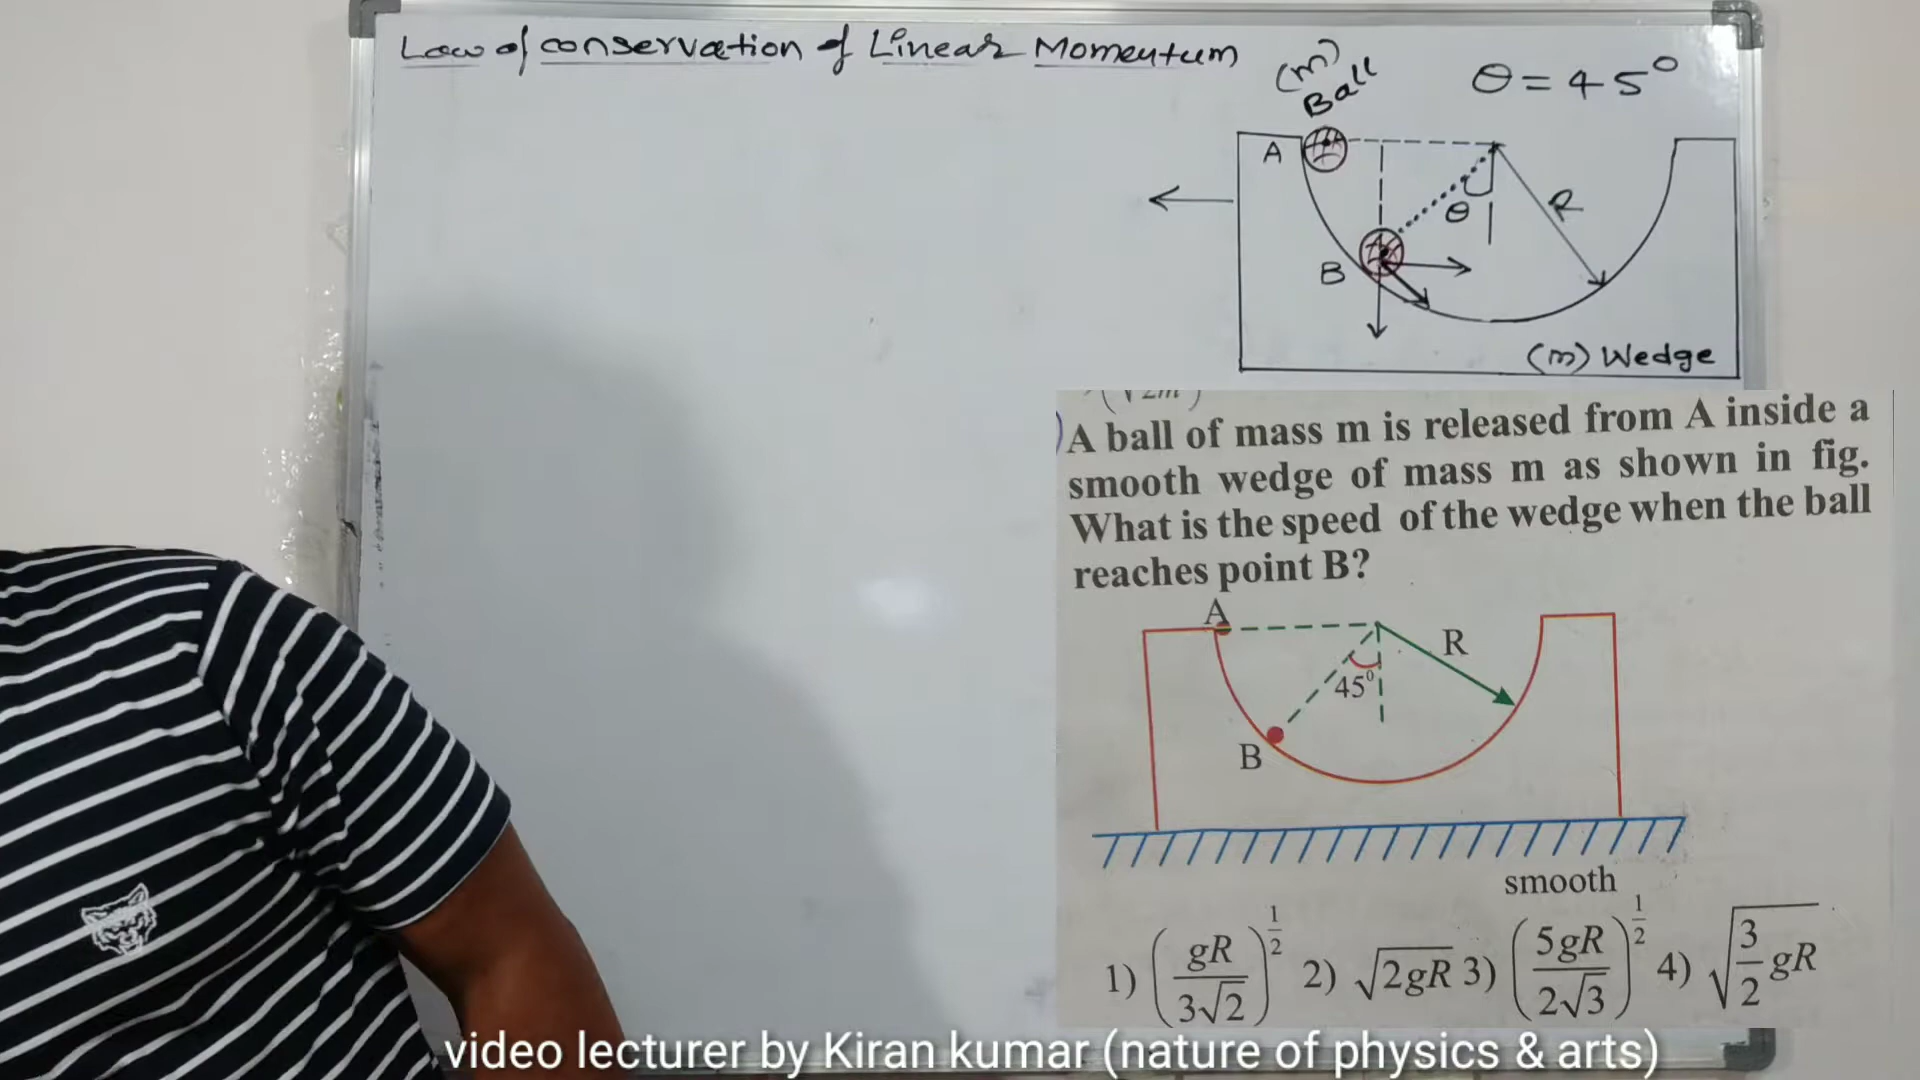 Law of conservation of Linear Momentum
(m)
Ball
θ = 45°
A
θ
R
B
(m) Wedge
A ball of mass m is released from A inside a
smooth wedge of mass m as shown in fig.
What is the speed of the wedge when the ball
reaches point B?
A
R
45⁰
B
smooth
1) (gR/3√2)^1/2 2) √2gR 3) (5gR/2√3)^1/2 4) √3/2 gR
video lecturer by Kiran kumar (nature of physics & arts)